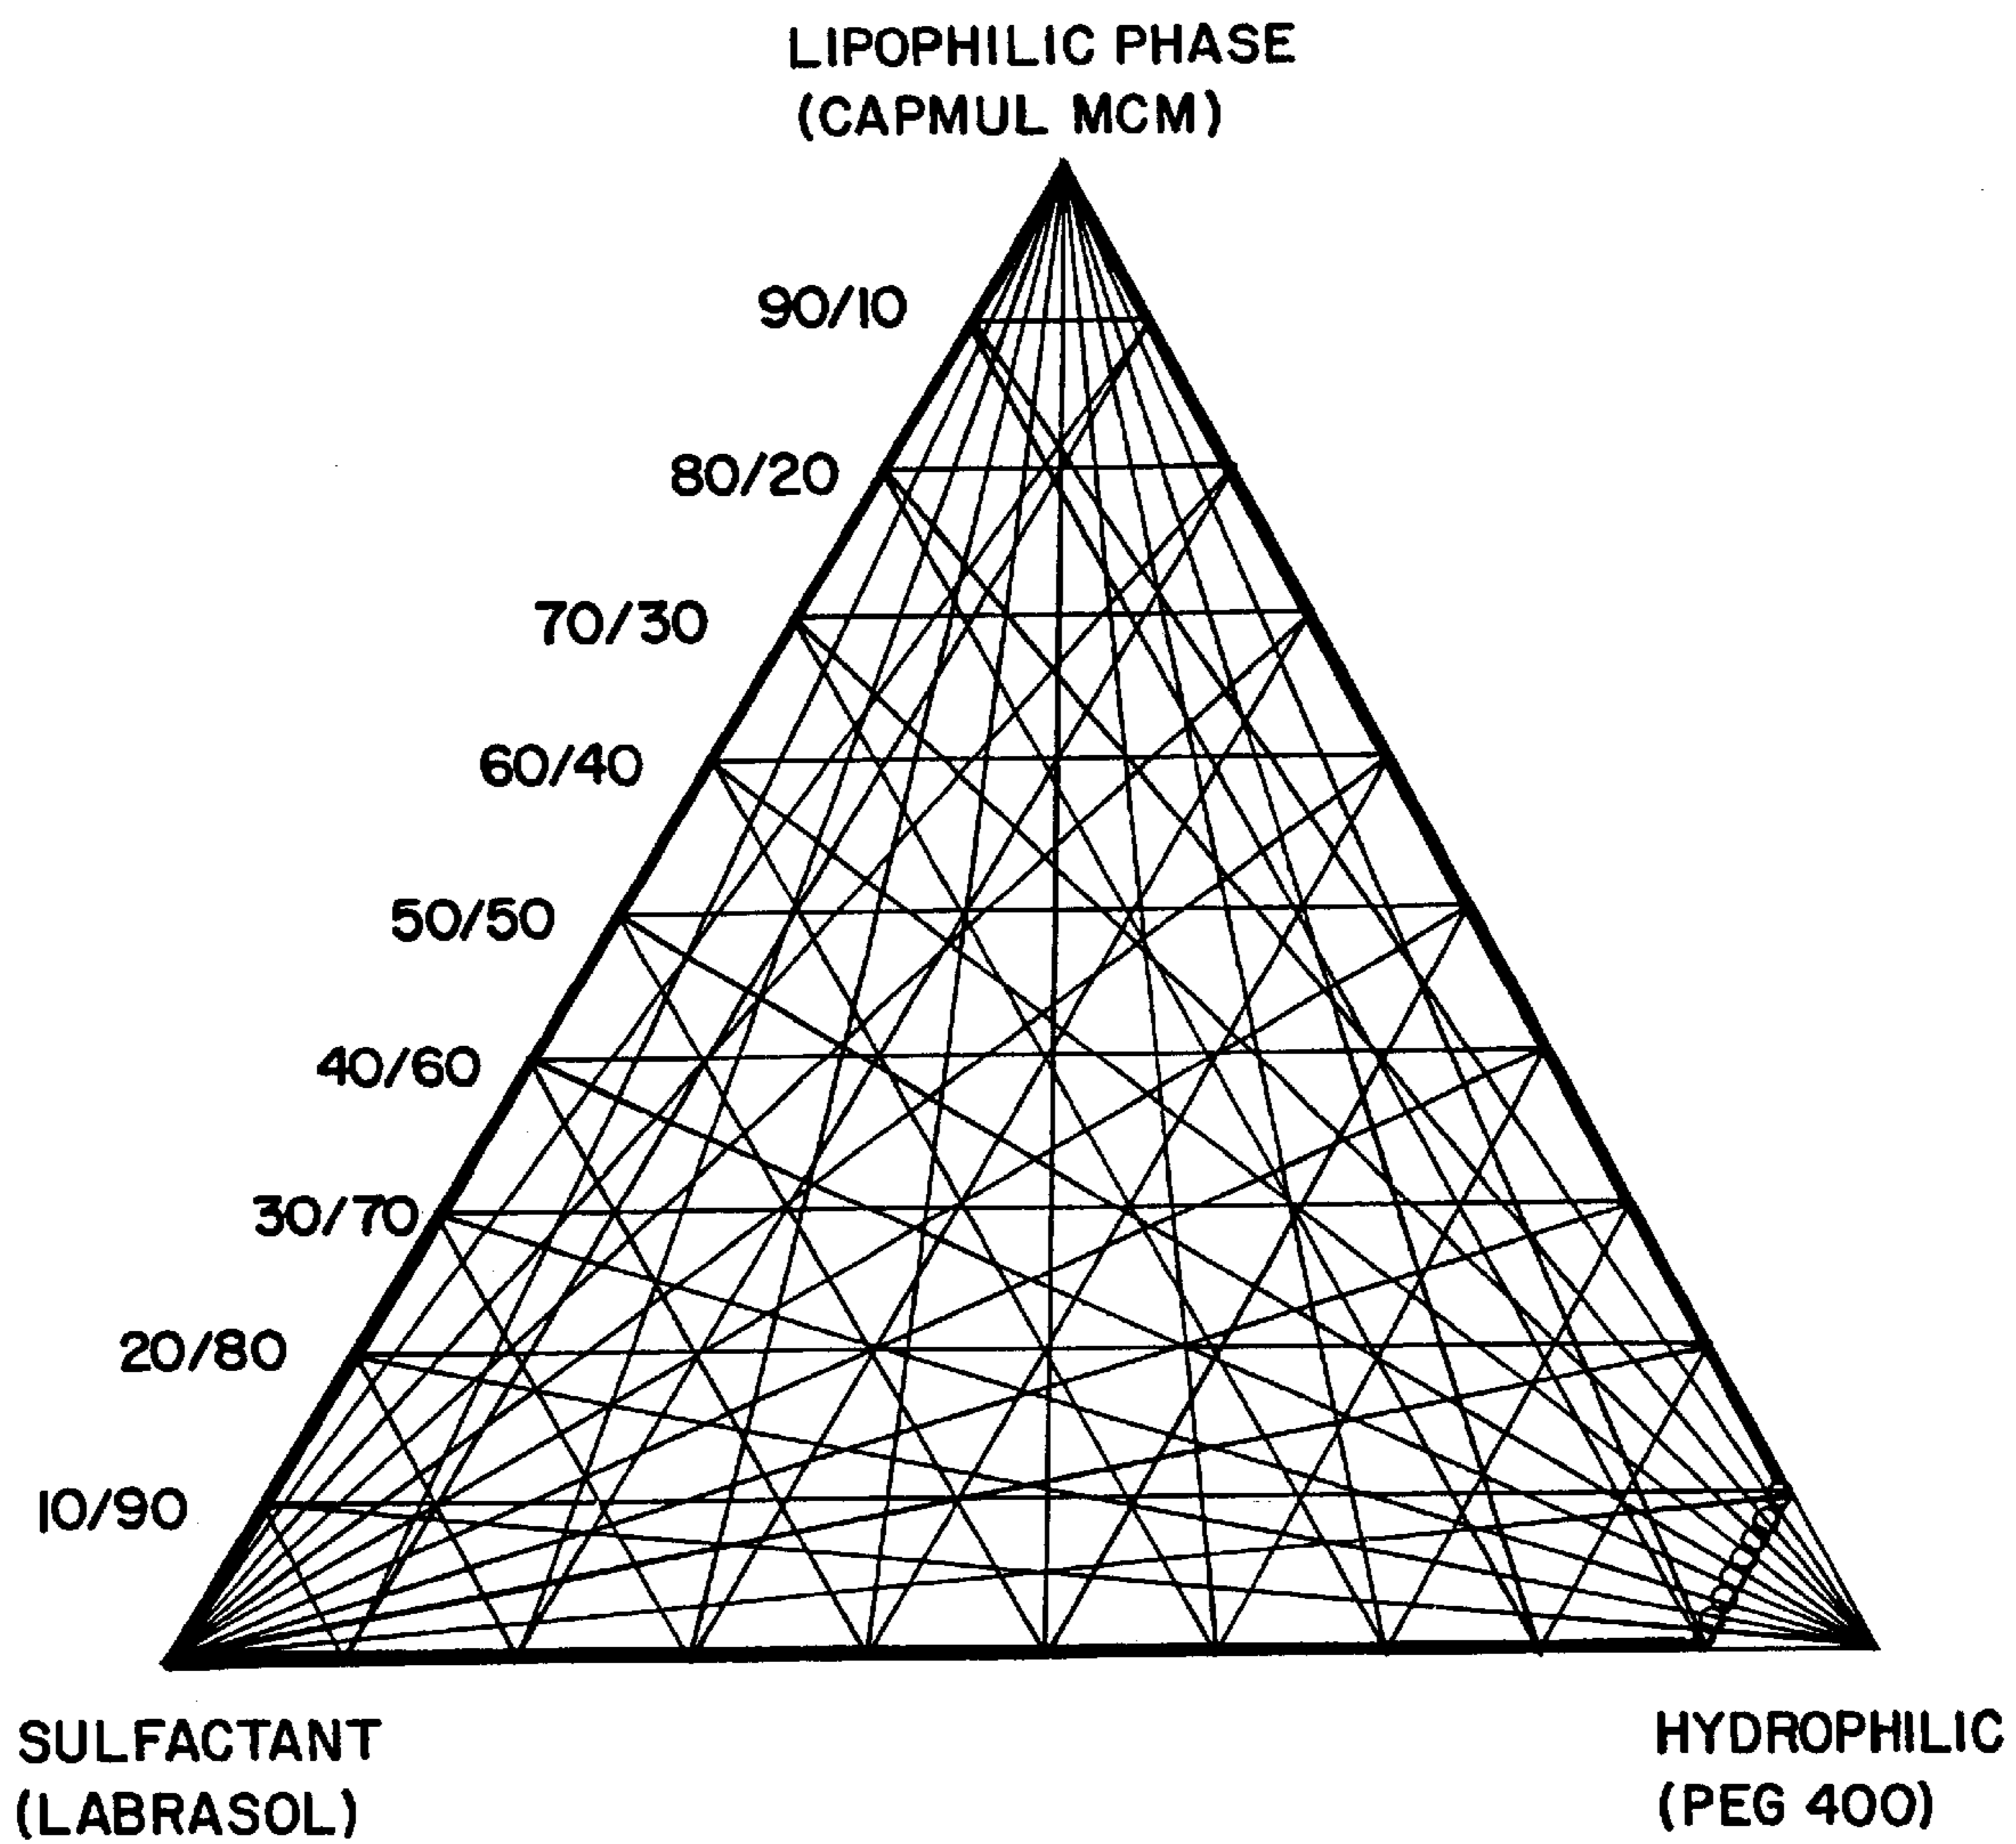 LIPOPHILIC PHASE
(CAPMUL MCM)
90/10
80/20
70/30
60/40
50/50
40/60
30/70
20/80
10/90
SULFACTANT
(LABRASOL)
HYDROPHILIC
(PEG 400)